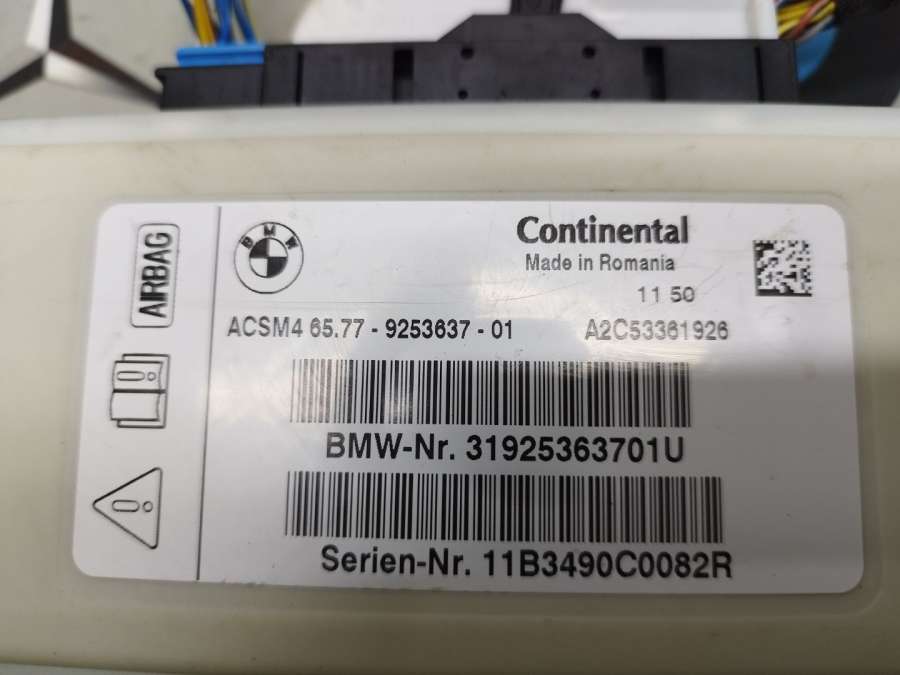 AIRBAG
BMW
Continental
Made in Romania
11 50
ACSM4 65.77 - 9253637 - 01
A2C53361926
BMW-Nr. 31925363701U
Serien-Nr. 11B3490C0082R